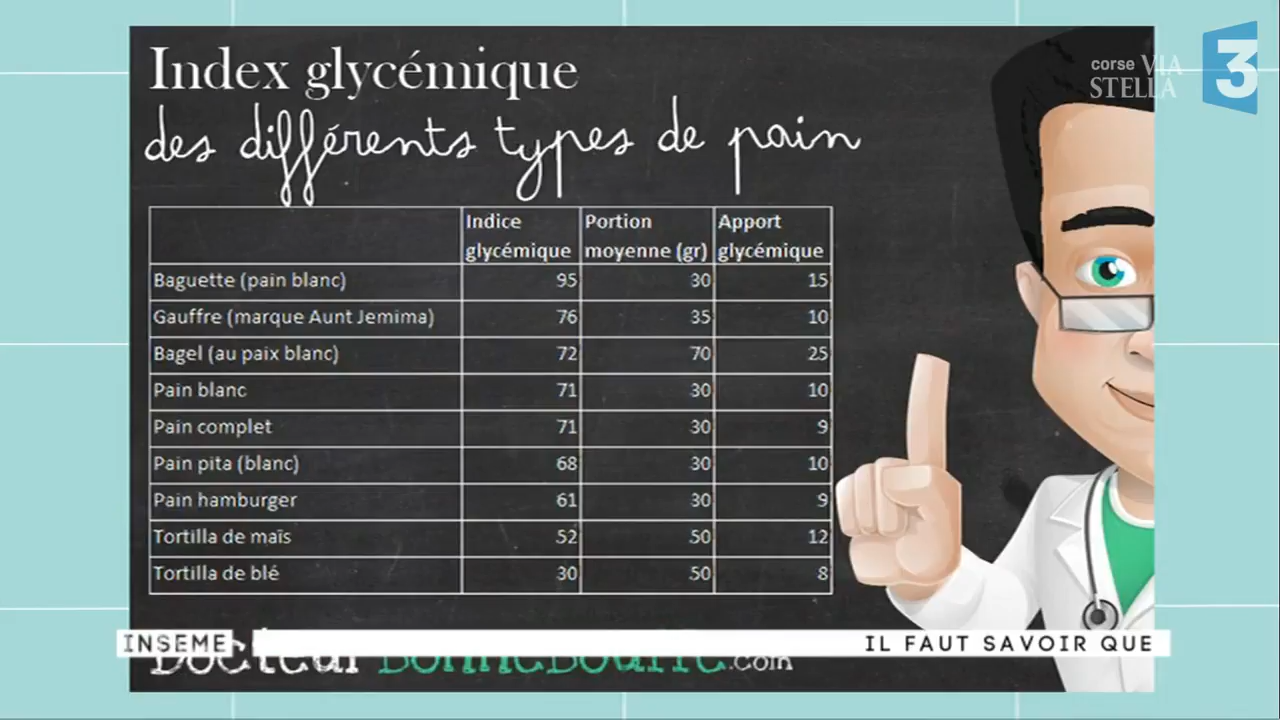 Index glycémique
des différents types de pain
corse VIA
STELLA
3
Indice glycémique Portion moyenne (gr) Apport glycémique
Baguette (pain blanc) 95 30 15
Gauffre (marque Aunt Jemima) 76 35 10
Bagel (au paix blanc) 72 70 25
Pain blanc 71 30 10
Pain complet 71 30 9
Pain pita (blanc) 68 30 10
Pain hamburger 61 30 9
Tortilla de maïs 52 50 12
Tortilla de blé 30 50 8
INSEME IL FAUT SAVOIR QUE
Docteur BonneBouffe.com